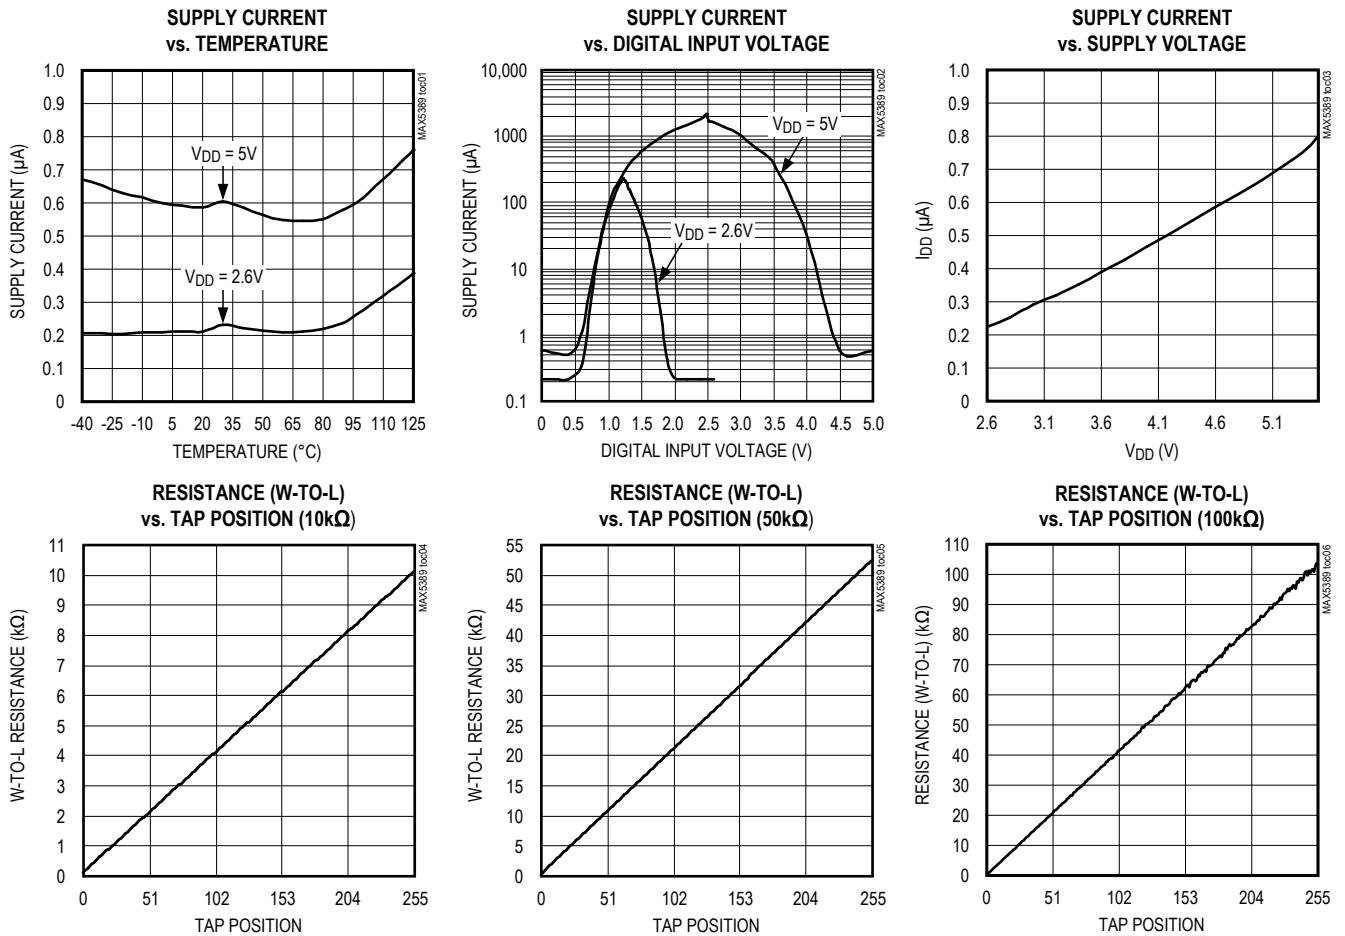 SUPPLY CURRENT
vs. TEMPERATURE
MAX5389 toc01
SUPPLY CURRENT (µA)
1.0
0.9
0.8
0.7
0.6
0.5
0.4
0.3
0.2
0.1
0
VDD = 5V
VDD = 2.6V
-40 -25 -10 5 20 35 50 65 80 95 110 125
TEMPERATURE (°C)
SUPPLY CURRENT
vs. DIGITAL INPUT VOLTAGE
MAX5389 toc02
SUPPLY CURRENT (µA)
10,000
1000
100
10
1
0.1
VDD = 5V
VDD = 2.6V
0 0.5 1.0 1.5 2.0 2.5 3.0 3.5 4.0 4.5 5.0
DIGITAL INPUT VOLTAGE (V)
SUPPLY CURRENT
vs. SUPPLY VOLTAGE
MAX5389 toc03
IDD (µA)
1.0
0.9
0.8
0.7
0.6
0.5
0.4
0.3
0.2
0.1
0
2.6 3.1 3.6 4.1 4.6 5.1
VDD (V)
RESISTANCE (W-TO-L)
vs. TAP POSITION (10kΩ)
MAX5389 toc04
W-TO-L RESISTANCE (kΩ)
11
10
9
8
7
6
5
4
3
2
1
0
0 51 102 153 204 255
TAP POSITION
RESISTANCE (W-TO-L)
vs. TAP POSITION (50kΩ)
MAX5389 toc05
W-TO-L RESISTANCE (kΩ)
55
50
45
40
35
30
25
20
15
10
5
0
0 51 102 153 204 255
TAP POSITION
RESISTANCE (W-TO-L)
vs. TAP POSITION (100kΩ)
MAX5389 toc06
RESISTANCE (W-TO-L) (kΩ)
110
100
90
80
70
60
50
40
30
20
10
0
0 51 102 153 204 255
TAP POSITION